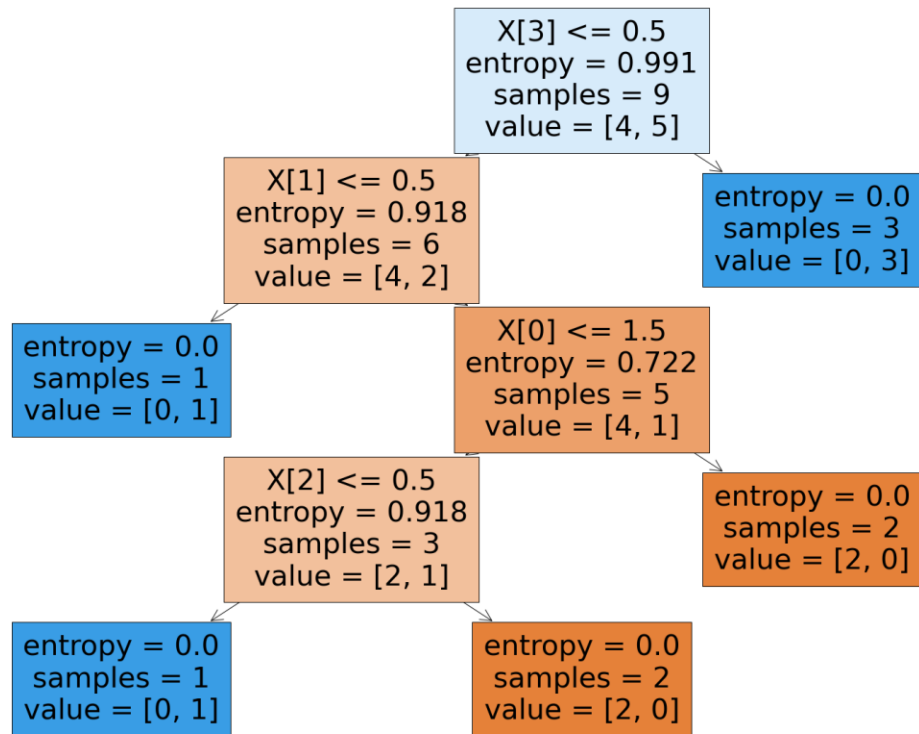 X[3] <= 0.5
entropy = 0.991
samples = 9
value = [4, 5]
X[1] <= 0.5
entropy = 0.918
samples = 6
value = [4, 2]
entropy = 0.0
samples = 3
value = [0, 3]
entropy = 0.0
samples = 1
value = [0, 1]
X[0] <= 1.5
entropy = 0.722
samples = 5
value = [4, 1]
X[2] <= 0.5
entropy = 0.918
samples = 3
value = [2, 1]
entropy = 0.0
samples = 2
value = [2, 0]
entropy = 0.0
samples = 1
value = [0, 1]
entropy = 0.0
samples = 2
value = [2, 0]